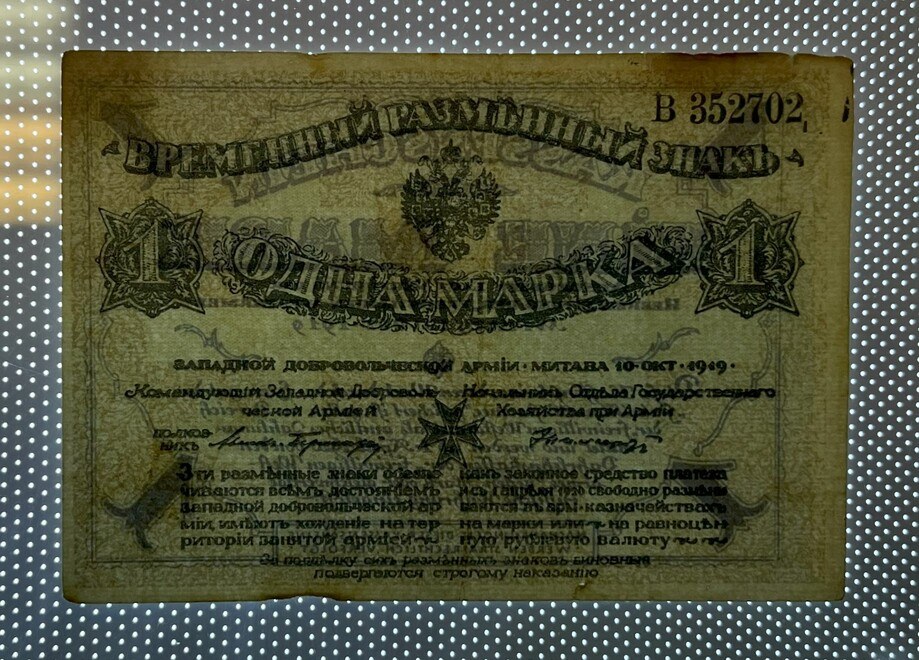 В 352702
ВРЕМЕННЫЙ РАЗМѢННЫЙ ЗНАКЪ
1 ОДНА МАРКА 1
ЗАПАДНОЙ ДОБРОВОЛЬЧЕСКОЙ АРМІИ · МИТАВА 10-ОКТ · 1919 ·
Командующій Западной Доброволь
ческой Арміей
Начальникъ Отдѣла Государственнаго
Хозяйства при Арміи
ПОЛКОВ-
НИКЪ
Эти размѣнные знаки обезпе
чиваются всѣмъ достояніемъ
Западной добровольческой ар
міи, имѣютъ хожденіе на тер
риторіи занятой арміей
какъ законное средство платежа
и съ 1 апрѣля 1920 свободно размѣни
ваются въ арм. казначействахъ
на марки или на равноцѣн
ную рублевую валюту
За поддѣлку сихъ размѣнныхъ знаковъ виновные
подвергаются строгому наказанію